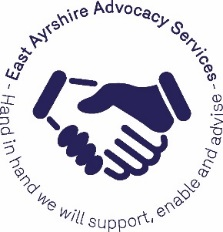 - East Ayrshire Advocacy Services -
Hand in hand we will support, enable and advise